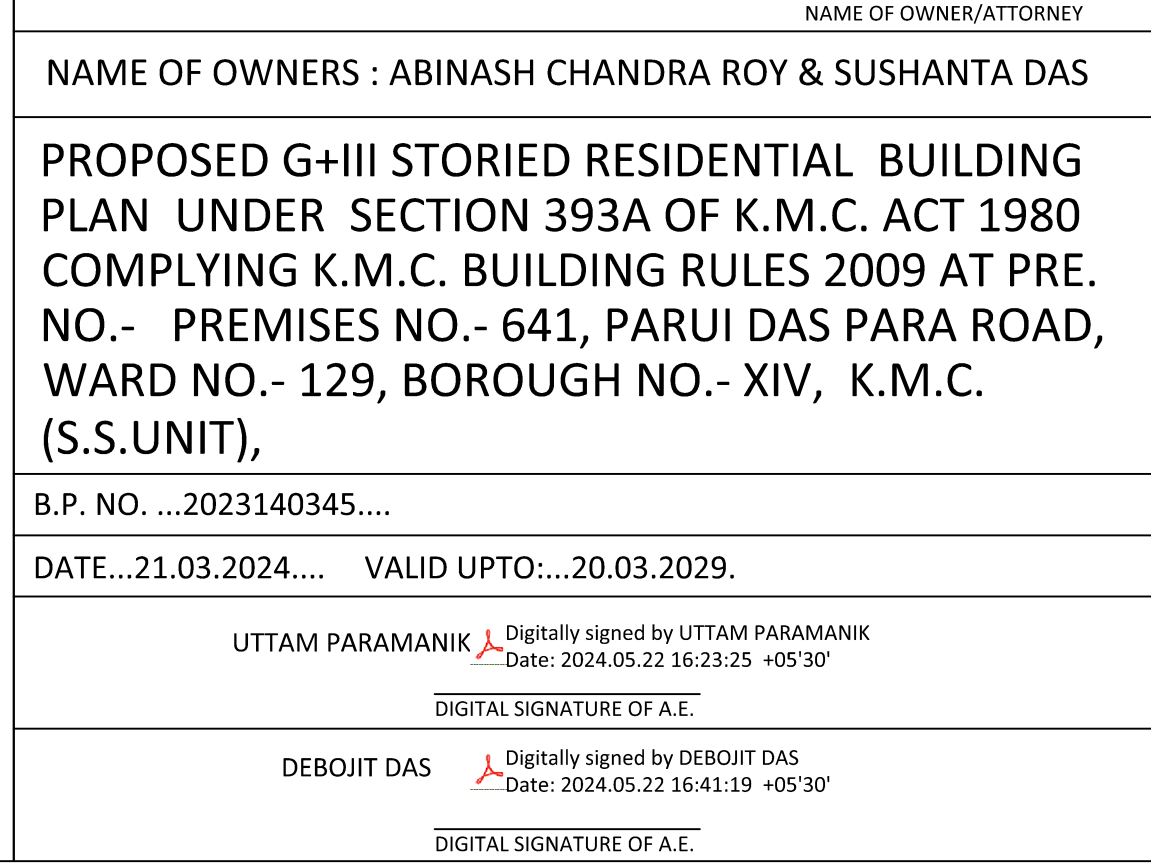 NAME OF OWNER/ATTORNEY
NAME OF OWNERS : ABINASH CHANDRA ROY & SUSHANTA DAS
PROPOSED G+III STORIED RESIDENTIAL BUILDING
PLAN UNDER SECTION 393A OF K.M.C. ACT 1980
COMPLYING K.M.C. BUILDING RULES 2009 AT PRE.
NO.- PREMISES NO.- 641, PARUI DAS PARA ROAD,
WARD NO.- 129, BOROUGH NO.- XIV, K.M.C.
(S.S.UNIT),
B.P. NO. ...2023140345....
DATE...21.03.2024.... VALID UPTO:...20.03.2029.
UTTAM PARAMANIK
Digitally signed by UTTAM PARAMANIK
Date: 2024.05.22 16:23:25 +05'30'
DIGITAL SIGNATURE OF A.E.
DEBOJIT DAS
Digitally signed by DEBOJIT DAS
Date: 2024.05.22 16:41:19 +05'30'
DIGITAL SIGNATURE OF A.E.